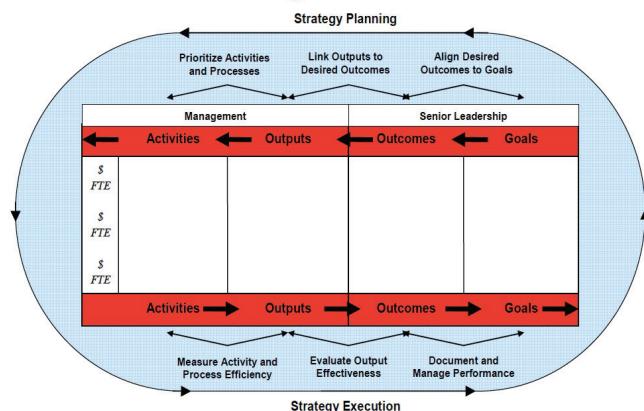 Strategy Planning
Prioritize Activities
and Processes
Link Outputs to
Desired Outcomes
Align Desired
Outcomes to Goals
Management
Senior Leadership
Activities
Outputs
Outcomes
Goals
$
FTE
$
FTE
$
FTE
Activities
Outputs
Outcomes
Goals
Measure Activity and
Process Efficiency
Evaluate Output
Effectiveness
Document and
Manage Performance
Strategy Execution